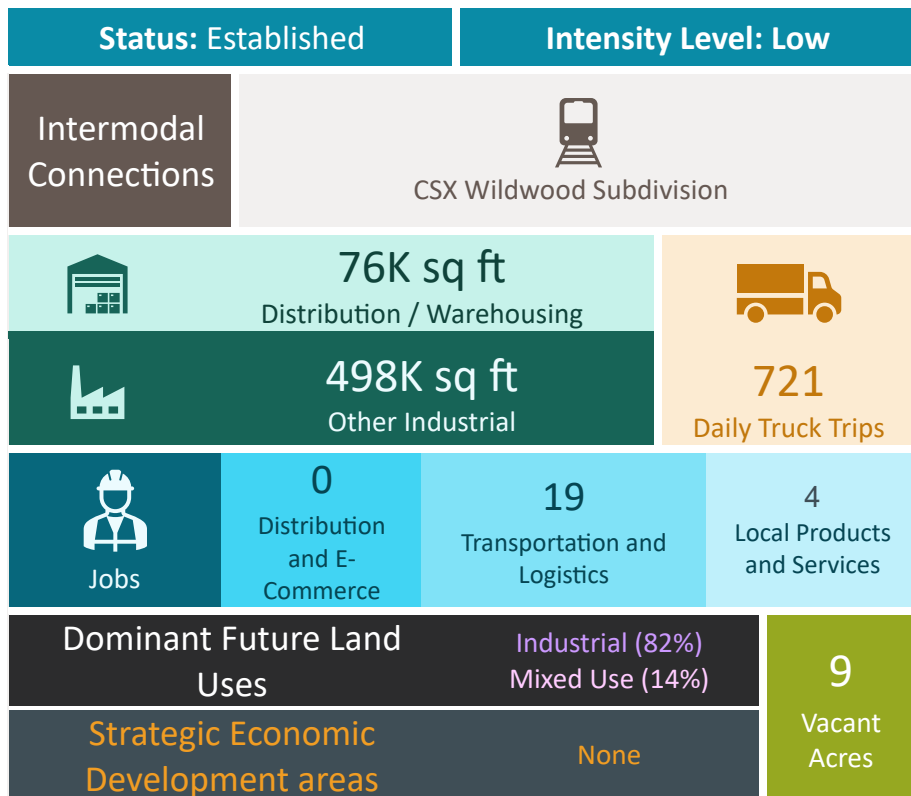 Status: Established
Intensity Level: Low
Intermodal
Connections
CSX Wildwood Subdivision
76K sq ft
Distribution / Warehousing
498K sq ft
Other Industrial
721
Daily Truck Trips
Jobs
0
Distribution
and E-
Commerce
19
Transportation and
Logistics
4
Local Products
and Services
Dominant Future Land
Uses
Industrial (82%)
Mixed Use (14%)
9
Vacant
Acres
Strategic Economic
Development areas
None